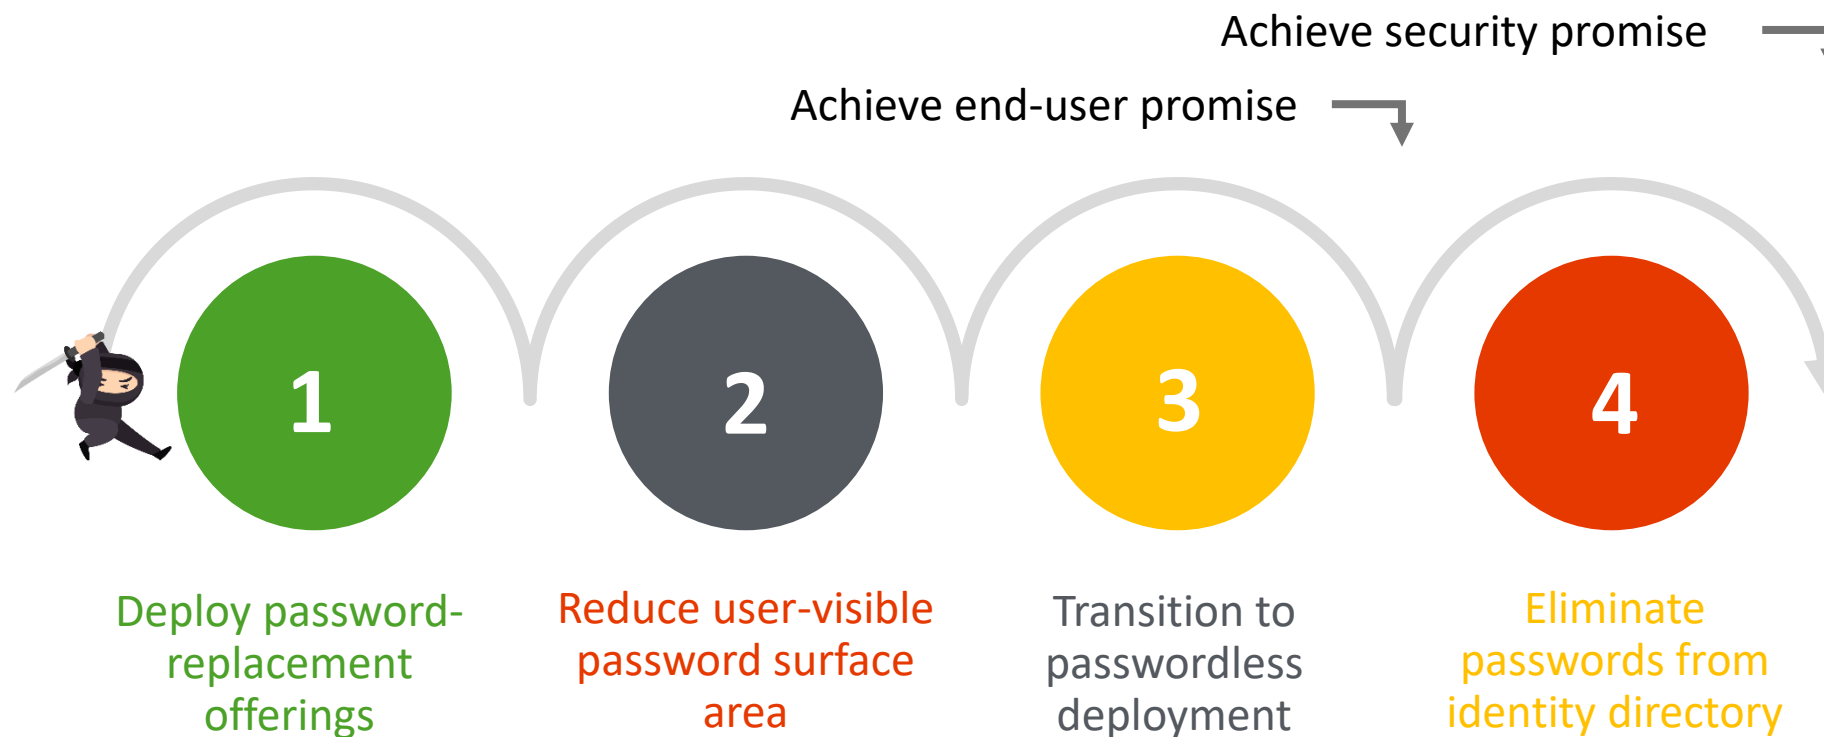 Achieve security promise
Achieve end-user promise
1
2
3
4
Deploy password-
replacement
offerings
Reduce user-visible
password surface
area
Transition to
passwordless
deployment
Eliminate
passwords from
identity directory